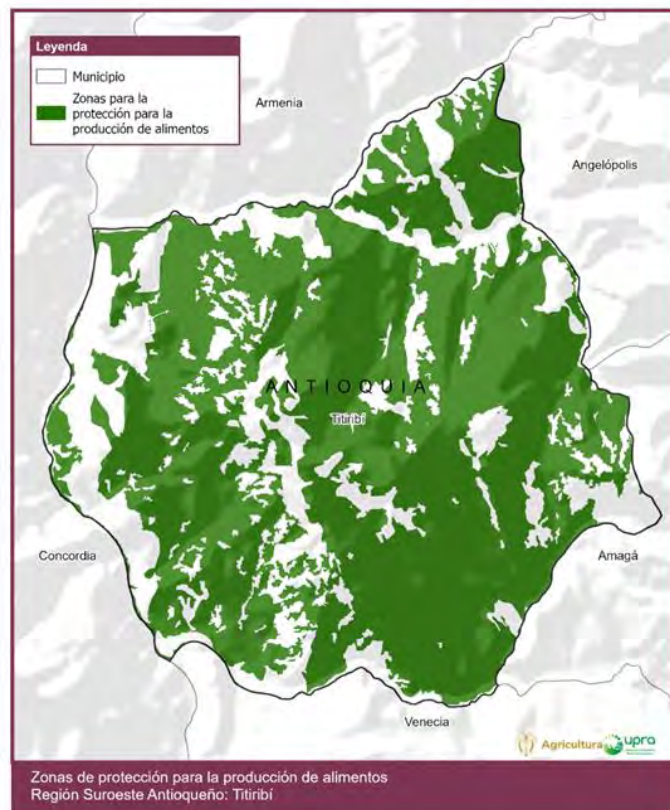 Leyenda
Municipio
Zonas para la
protección para la
producción de alimentos
Armenia
Angelópolis
ANTIOQUIA
Titiribí
Concordia
Amagá
Venecia
Agricultura upra
Zonas de protección para la producción de alimentos
Región Suroeste Antioqueño: Titiribí